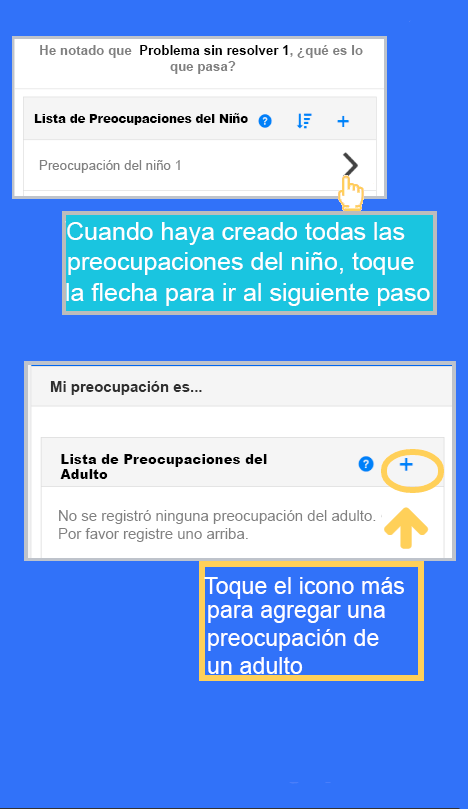 He notado que Problema sin resolver 1, ¿qué es lo
que pasa?
Lista de Preocupaciones del Niño ?
Preocupación del niño 1
Cuando haya creado todas las
preocupaciones del niño, toque
la flecha para ir al siguiente paso
Mi preocupación es...
Lista de Preocupaciones del
Adulto ?
No se registró ninguna preocupación del adulto.
Por favor registre uno arriba.
Toque el icono más
para agregar una
preocupación de
un adulto